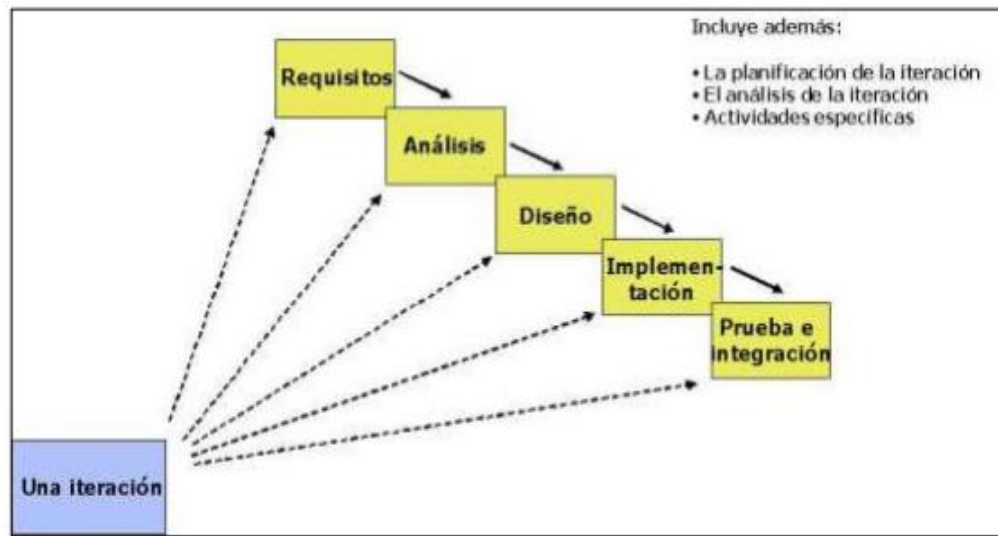 Incluye además:
• La planificación de la iteración
• El análisis de la iteración
• Actividades específicas
Requisitos
Análisis
Diseño
Implemen-
tación
Prueba e
integración
Una iteración